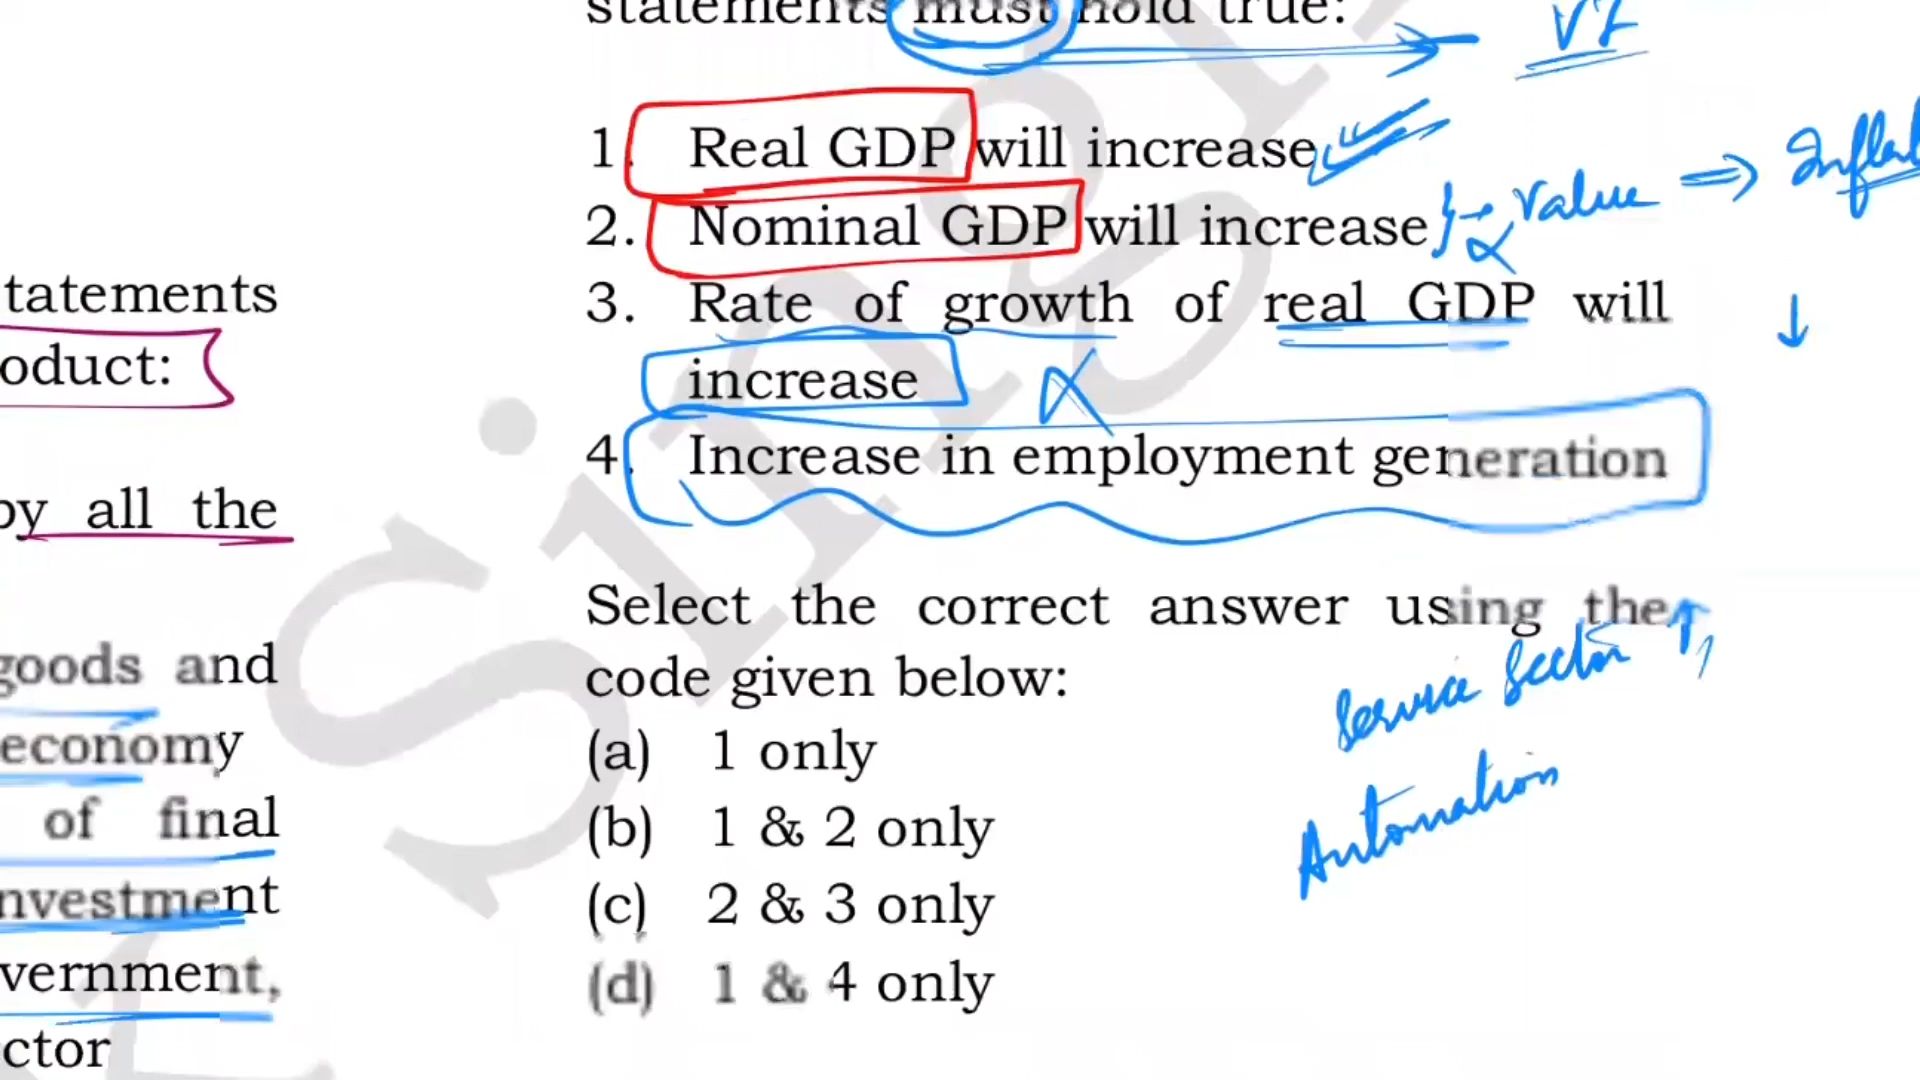 statements must hold true:
1. Real GDP will increase
2. Nominal GDP will increase
Value ⇒
3. Rate of growth of real GDP will
increase
4. Increase in employment generation
Select the correct answer using the
code given below:
Service Sector ↑,
(a) 1 only
Automation
(b) 1 & 2 only
(c) 2 & 3 only
(d) 1 & 4 only
tatements
oduct:
by all the
goods and
economy
of final
nvestment
vernment,
ctor